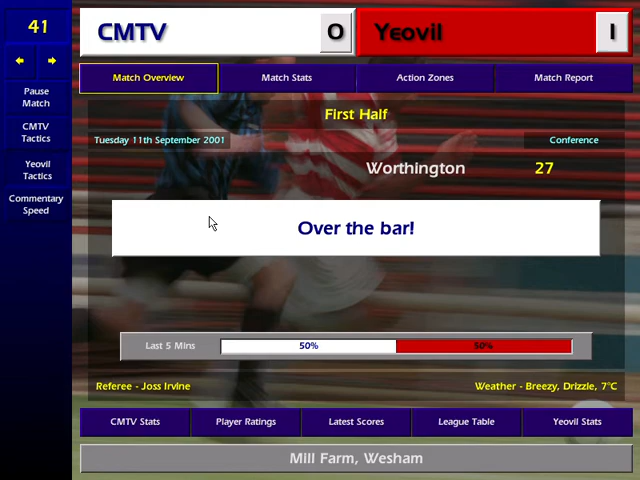 41
CMTV 0
Yeovil 1
Match Overview
Match Stats
Action Zones
Match Report
Pause
Match
CMTV
Tactics
Yeovil
Tactics
Commentary
Speed
First Half
Tuesday 11th September 2001
Conference
Worthington 27
Over the bar!
Last 5 Mins 50% 50%
Referee - Joss Irvine
Weather - Breezy, Drizzle, 7°C
CMTV Stats
Player Ratings
Latest Scores
League Table
Yeovil Stats
Mill Farm, Wesham